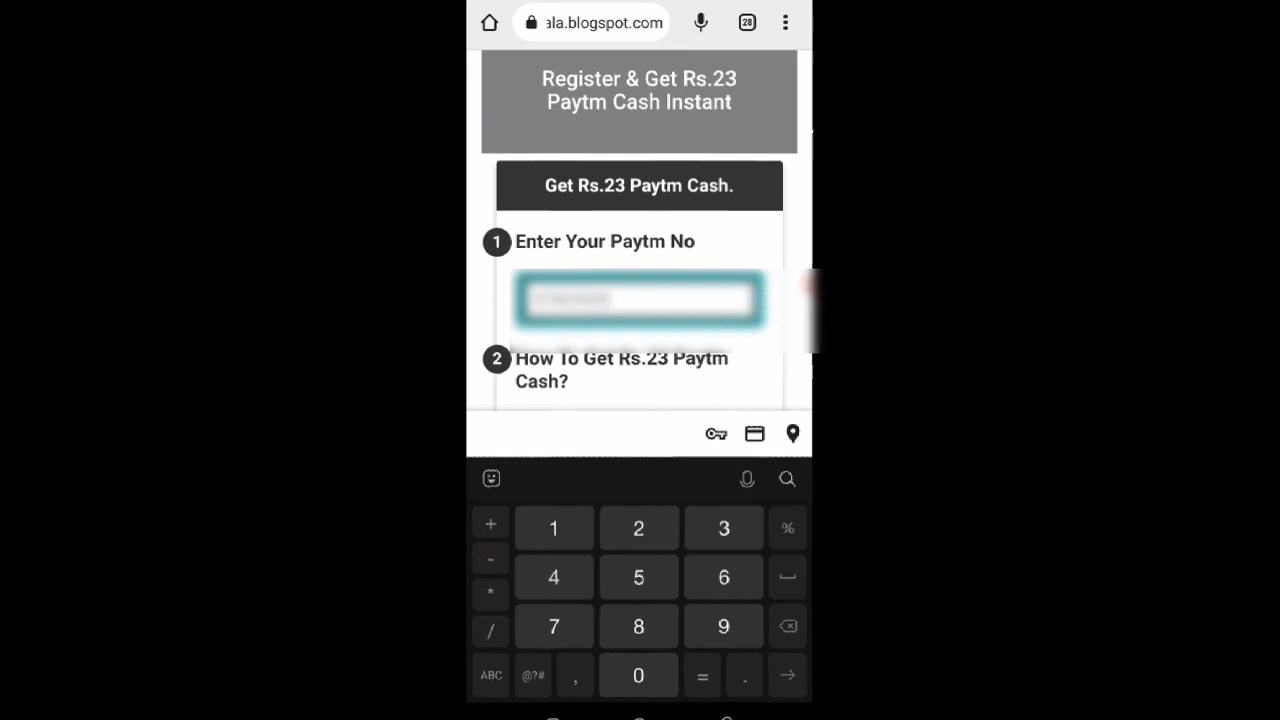 ala.blogspot.com
28
Register & Get Rs.23
Paytm Cash Instant
Get Rs.23 Paytm Cash.
1 Enter Your Paytm No
2 How To Get Rs.23 Paytm
Cash?
+ 1 2 3 %
- 4 5 6
* 7 8 9
/
ABC @?# , 0 = .